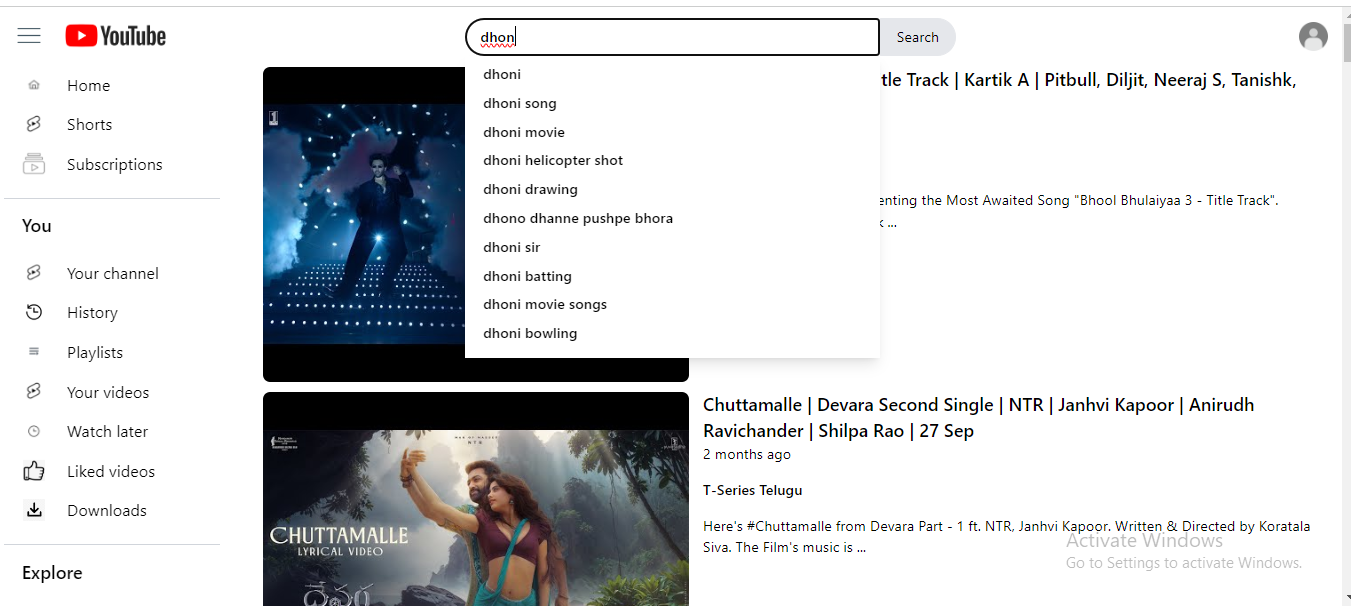 YouTube
dhon
Search
Home
Shorts
Subscriptions
You
Your channel
History
Playlists
Your videos
Watch later
Liked videos
Downloads
Explore
dhoni
dhoni song
dhoni movie
dhoni helicopter shot
dhoni drawing
dhono dhanne pushpe bhora
dhoni sir
dhoni batting
dhoni movie songs
dhoni bowling
tle Track | Kartik A | Pitbull, Diljit, Neeraj S, Tanishk,
enting the Most Awaited Song "Bhool Bhulaiyaa 3 - Title Track".
k ...
NTR
CHUTTAMALLE
LYRICAL VIDEO
దేవర
Chuttamalle | Devara Second Single | NTR | Janhvi Kapoor | Anirudh
Ravichander | Shilpa Rao | 27 Sep
2 months ago
T-Series Telugu
Here's #Chuttamalle from Devara Part - 1 ft. NTR, Janhvi Kapoor. Written & Directed by Koratala
Siva. The Film's music is ...
Activate Windows
Go to Settings to activate Windows.